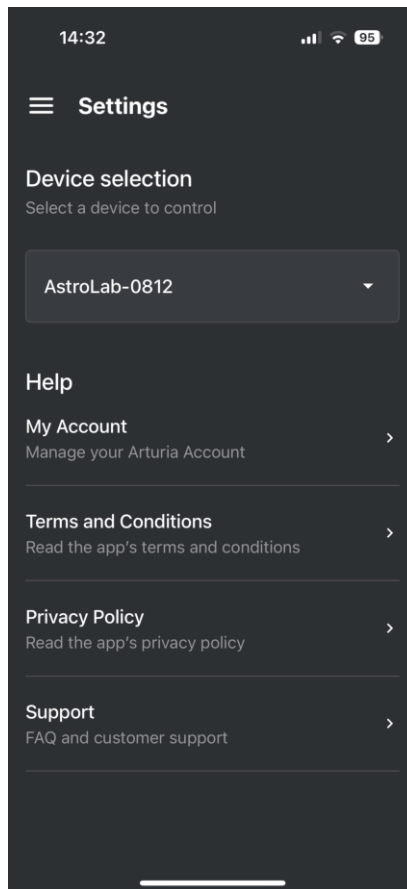 14:32
95
Settings
Device selection
Select a device to control
AstroLab-0812
Help
My Account
Manage your Arturia Account
Terms and Conditions
Read the app's terms and conditions
Privacy Policy
Read the app's privacy policy
Support
FAQ and customer support